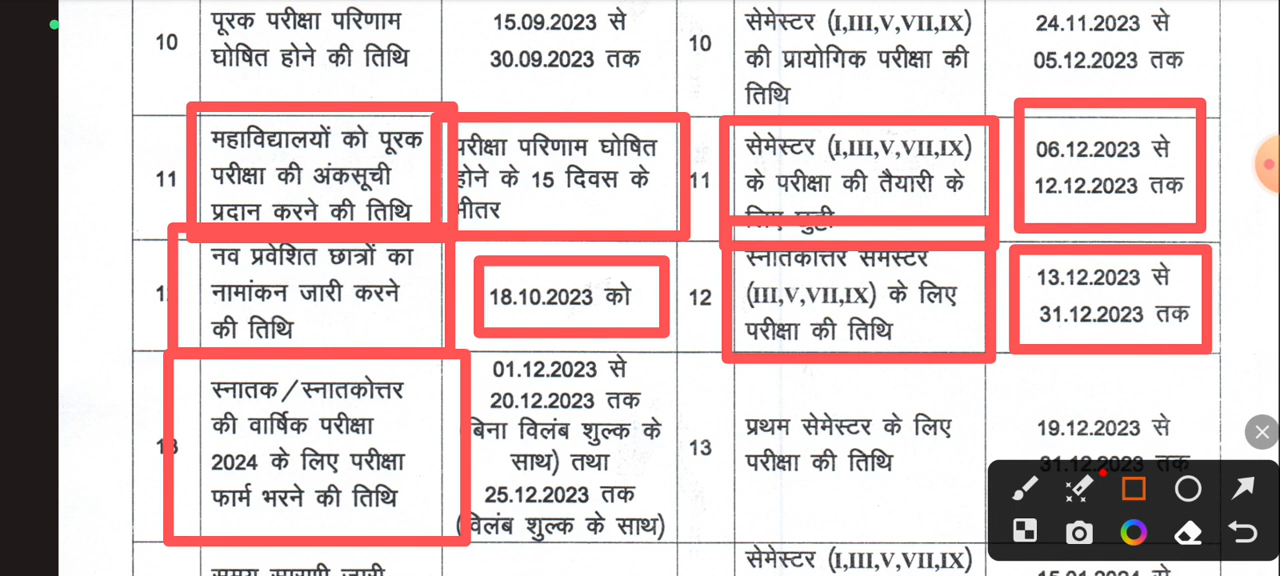 10
पूरक परीक्षा परिणाम
घोषित होने की तिथि
15.09.2023 से
30.09.2023 तक
10
सेमेस्टर (I,III,V,VII,IX)
की प्रायोगिक परीक्षा की
तिथि
24.11.2023 से
05.12.2023 तक
11
महाविद्यालयों को पूरक
परीक्षा की अंकसूची
प्रदान करने की तिथि
परीक्षा परिणाम घोषित
होने के 15 दिवस के
भीतर
11
सेमेस्टर (I,III,V,VII,IX)
के परीक्षा की तैयारी के
लिए छुट्टी
06.12.2023 से
12.12.2023 तक
नव प्रवेशित छात्रों का
नामांकन जारी करने
की तिथि
18.10.2023 को
12
स्नातकोत्तर सेमेस्टर
(III,V,VII,IX) के लिए
परीक्षा की तिथि
13.12.2023 से
31.12.2023 तक
13
स्नातक/स्नातकोत्तर
की वार्षिक परीक्षा
2024 के लिए परीक्षा
फार्म भरने की तिथि
01.12.2023 से
20.12.2023 तक
(बिना विलंब शुल्क के
साथ) तथा
25.12.2023 तक
(विलंब शुल्क के साथ)
13
प्रथम सेमेस्टर के लिए
परीक्षा की तिथि
19.12.2023 से
31.12.2023 तक
सेमेस्टर (I,III,V,VII,IX)